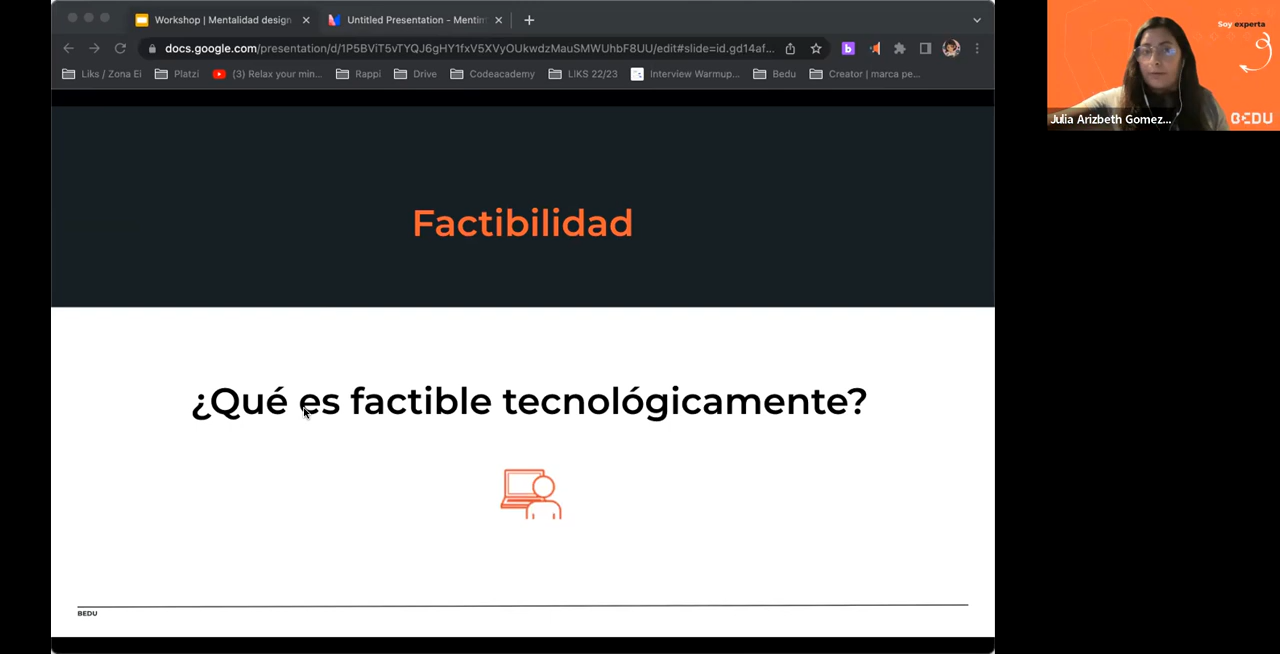 Workshop | Mentalidad design
Untitled Presentation - Mentim
docs.google.com/presentation/d/1P5BViT5vTYQJ6gHY1fxV5XVyOUkwdzMauSMWUhbF8UU/edit#slide=id.gd14af...
Liks / Zona Ei
Platzi
(3) Relax your min...
Rappi
Drive
Codeacademy
LIKS 22/23
Interview Warmup...
Bedu
Creator | marca pe...
Factibilidad
¿Qué es factible tecnológicamente?
BEDU
Soy experta
Julia Arizbeth Gomez...
BEDU